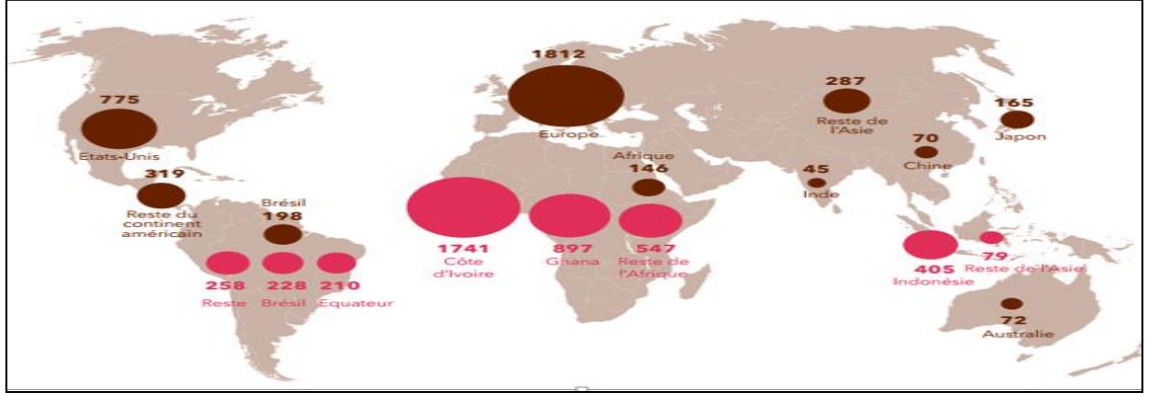 1812
Europe
775
Etats-Unis
319
Reste du
continent
américain
Brésil
198
258
Reste
228
Brésil
210
Equateur
Afrique
146
1741
Côte
d'Ivoire
897
Ghana
547
Reste de
l'Afrique
287
Reste de
l'Asie
165
Japon
70
Chine
45
Inde
405
Indonésie
79
Reste de l'Asie
72
Australie